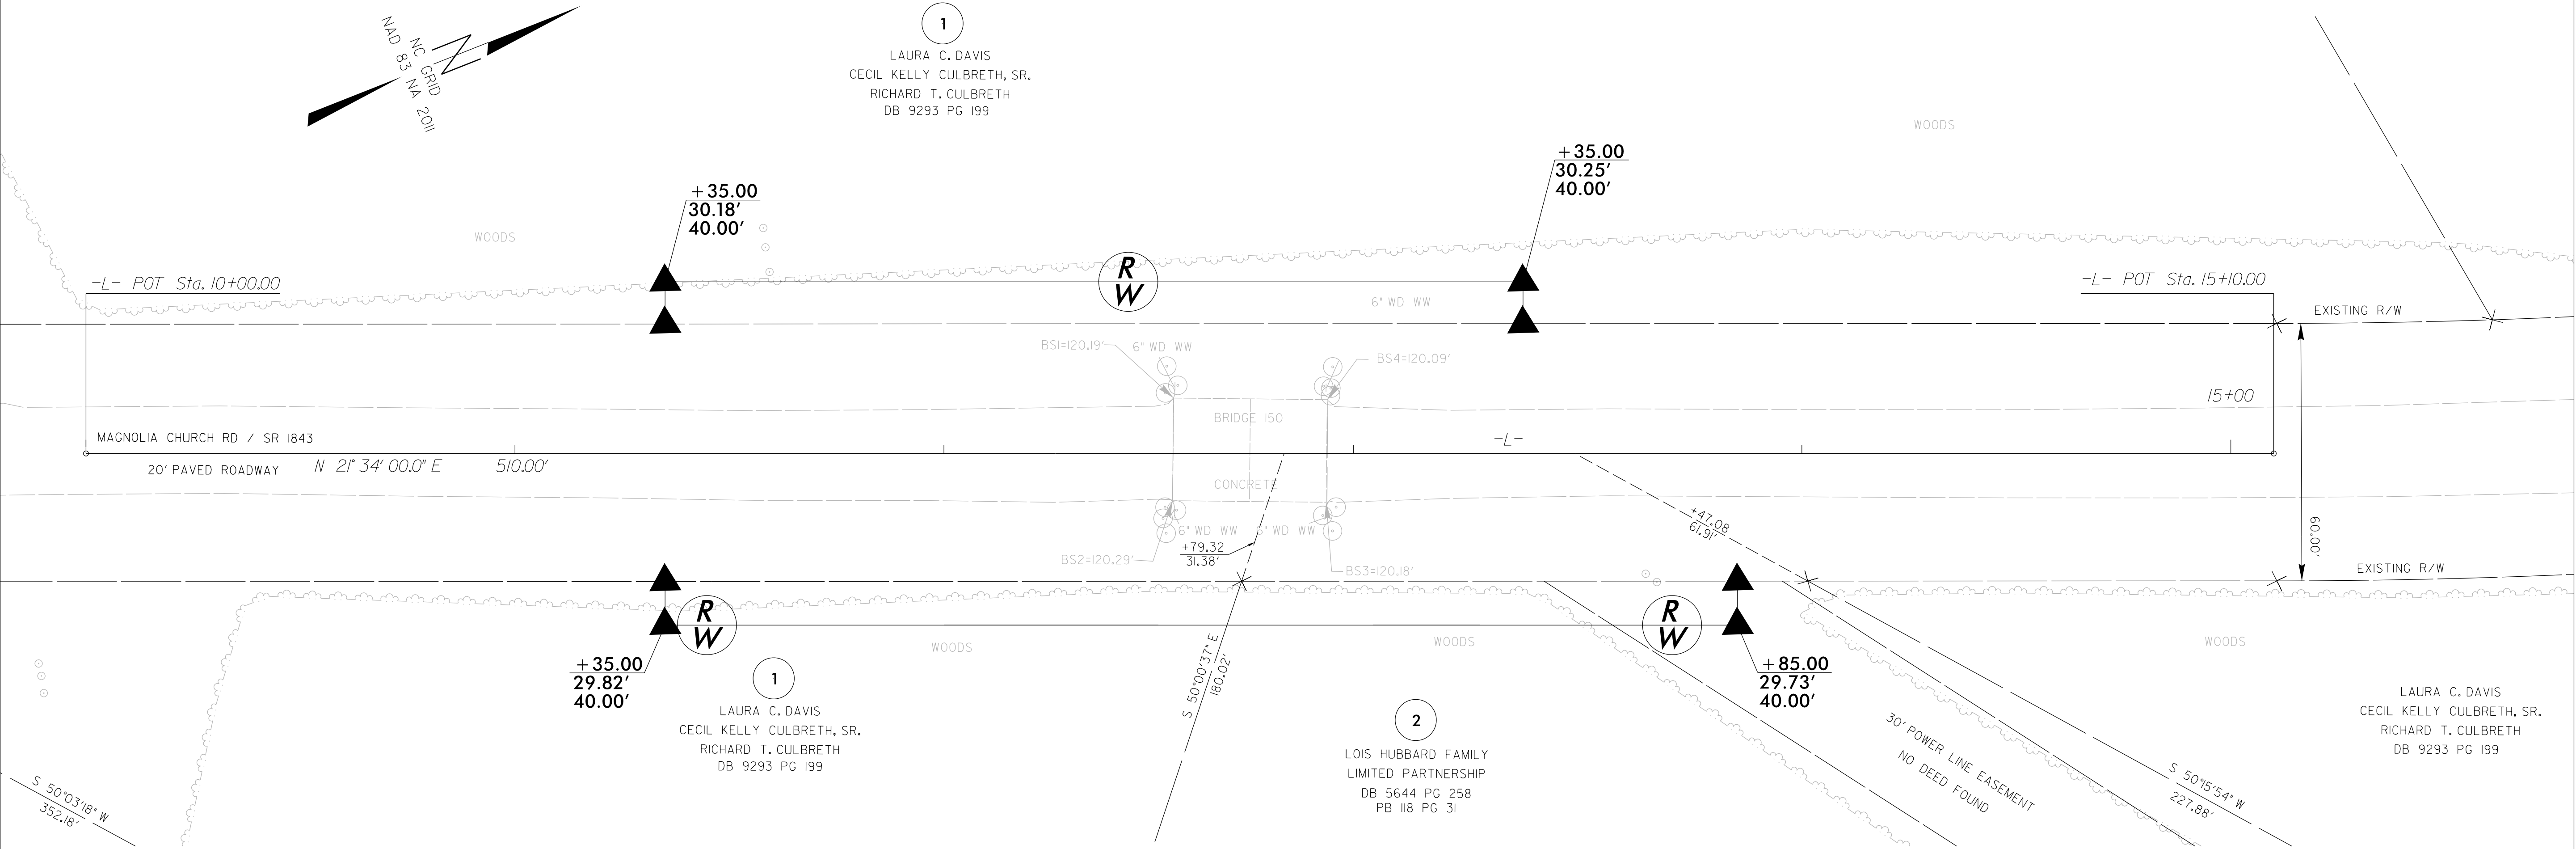 NC GRID
NAD 83 NA 2011
N
1
LAURA C. DAVIS
CECIL KELLY CULBRETH, SR.
RICHARD T. CULBRETH
DB 9293 PG 199
WOODS
+35.00
30.25'
40.00'
+35.00
30.18'
40.00'
WOODS
-L- POT Sta. 10+00.00
R
W
6" WD WW
-L- POT Sta. 15+10.00
EXISTING R/W
BS1=120.19'
6" WD WW
BS4=120.09'
15+00
BRIDGE 150
MAGNOLIA CHURCH RD / SR 1843
-L-
20' PAVED ROADWAY
N 21° 34' 00.0" E
510.00'
CONCRETE
+47.08
61.91'
60.00'
6" WD WW
6" WD WW
+79.32
31.38'
BS2=120.29'
BS3=120.18'
EXISTING R/W
R
W
R
W
WOODS
WOODS
WOODS
+35.00
29.82'
40.00'
1
LAURA C. DAVIS
CECIL KELLY CULBRETH, SR.
RICHARD T. CULBRETH
DB 9293 PG 199
S 50°00'37" E
180.02'
2
LOIS HUBBARD FAMILY
LIMITED PARTNERSHIP
DB 5644 PG 258
PB 118 PG 31
+85.00
29.73'
40.00'
30' POWER LINE EASEMENT
NO DEED FOUND
LAURA C. DAVIS
CECIL KELLY CULBRETH, SR.
RICHARD T. CULBRETH
DB 9293 PG 199
S 50°15'54" W
227.88'
S 50°03'18" W
352.18'